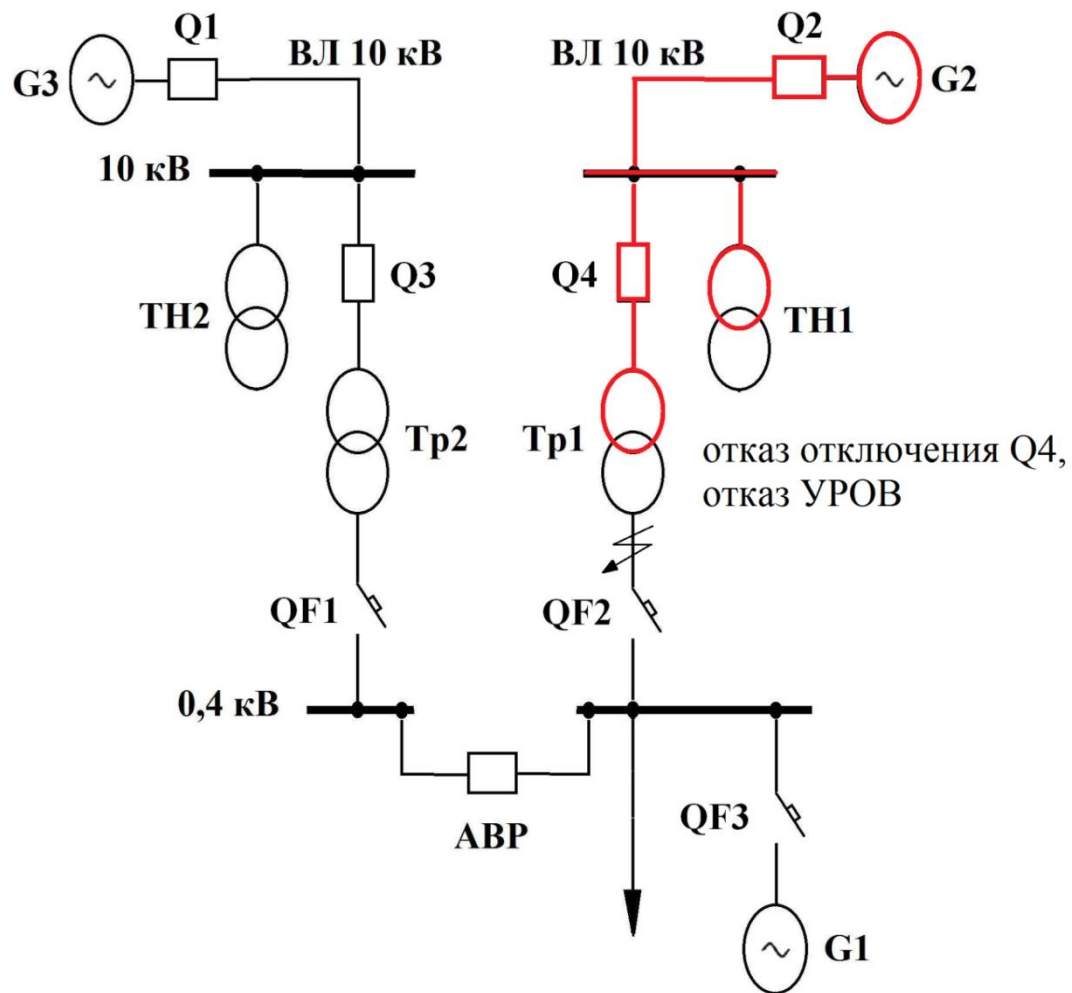 Q1
G3
ВЛ 10 кВ
ВЛ 10 кВ
Q2
G2
10 кВ
ТН2
Q3
Q4
ТН1
Тр2
Тр1
отказ отключения Q4,
отказ УРОВ
QF1
QF2
0,4 кВ
АВР
QF3
G1